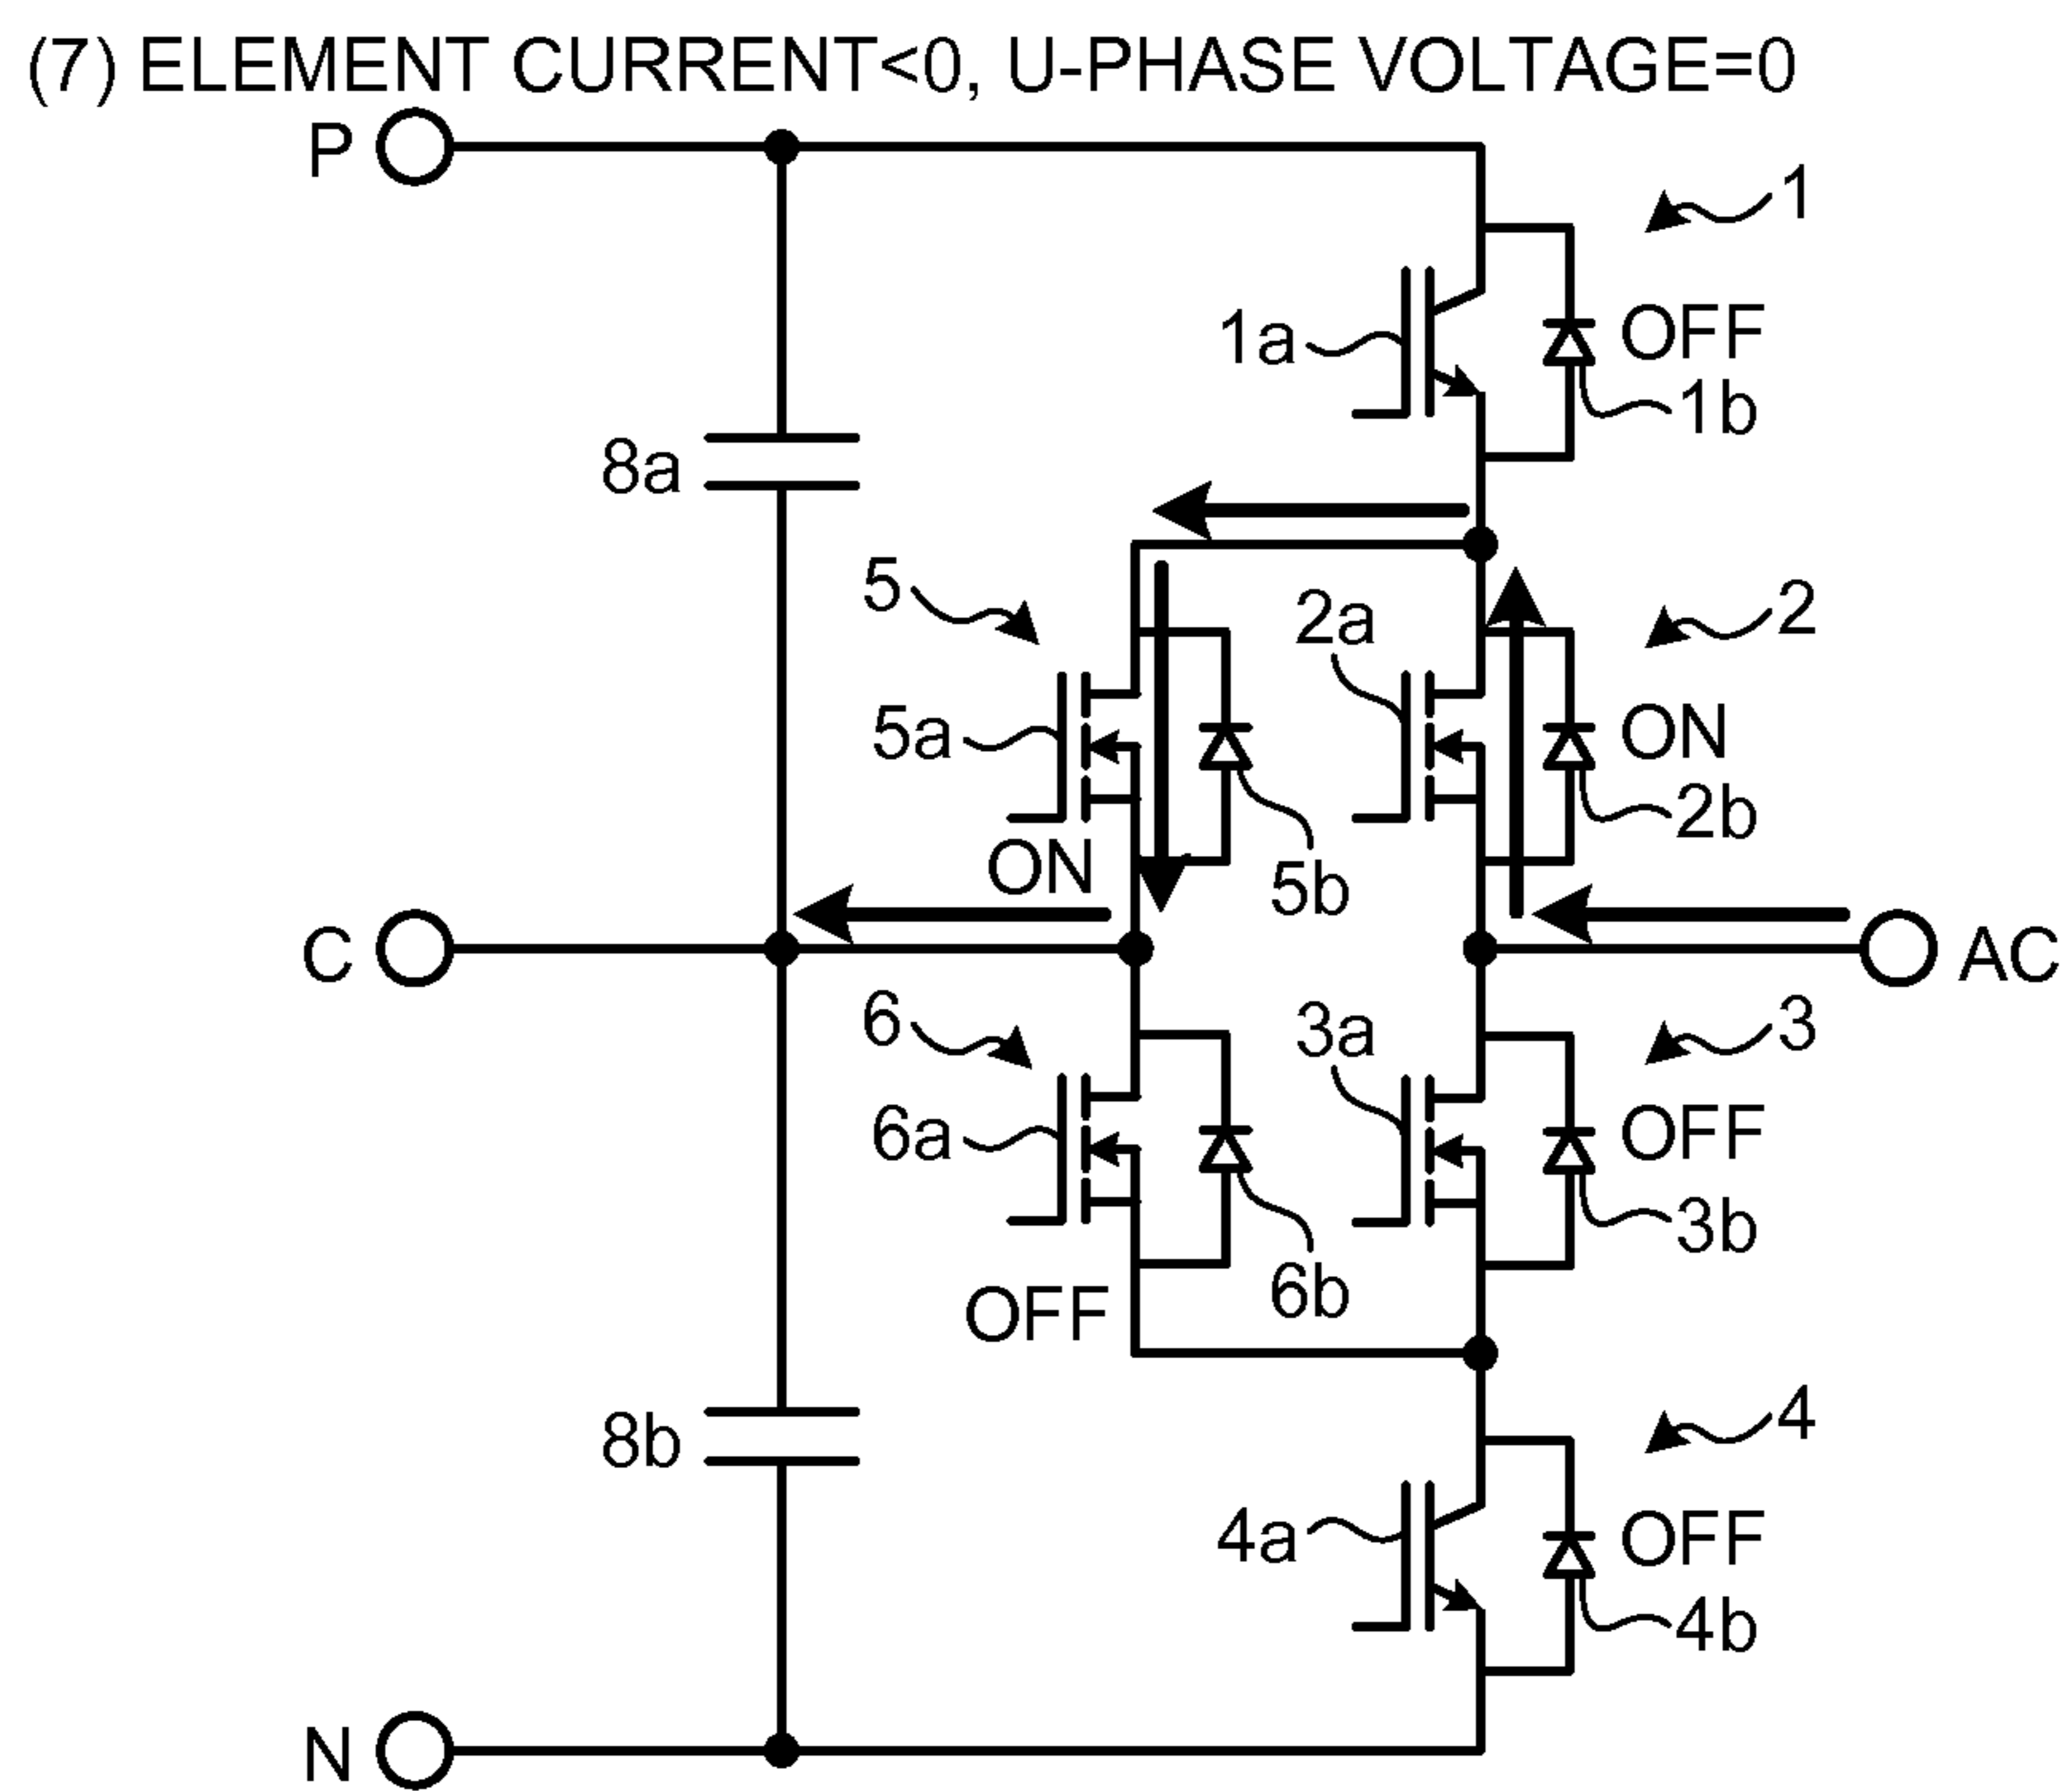 (7) ELEMENT CURRENT<0, U-PHASE VOLTAGE=0
P
1
1a
OFF
1b
8a
5
2a
2
5a
ON
2b
ON
5b
C
AC
6
3a
3
6a
OFF
3b
6b
OFF
8b
4
4a
OFF
4b
N